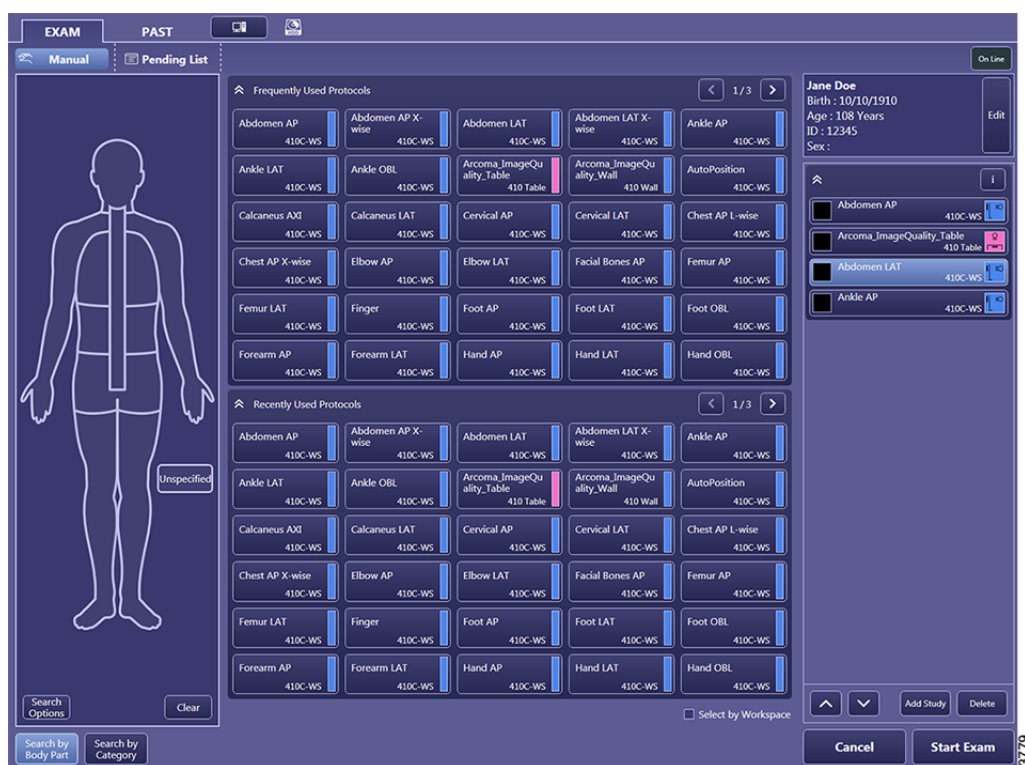 EXAM
PAST
Manual
Pending List
On Line
Frequently Used Protocols
1/3
Abdomen AP
410C-WS
Abdomen AP X-
wise
410C-WS
Abdomen LAT
410C-WS
Abdomen LAT X-
wise
410C-WS
Ankle AP
410C-WS
Ankle LAT
410C-WS
Ankle OBL
410C-WS
Arcoma_ImageQu
ality_Table
410 Table
Arcoma_ImageQu
ality_Wall
410 Wall
AutoPosition
410C-WS
Calcaneus AXI
410C-WS
Calcaneus LAT
410C-WS
Cervical AP
410C-WS
Cervical LAT
410C-WS
Chest AP L-wise
410C-WS
Chest AP X-wise
410C-WS
Elbow AP
410C-WS
Elbow LAT
410C-WS
Facial Bones AP
410C-WS
Femur AP
410C-WS
Femur LAT
410C-WS
Finger
410C-WS
Foot AP
410C-WS
Foot LAT
410C-WS
Foot OBL
410C-WS
Forearm AP
410C-WS
Forearm LAT
410C-WS
Hand AP
410C-WS
Hand LAT
410C-WS
Hand OBL
410C-WS
Recently Used Protocols
1/3
Abdomen AP
410C-WS
Abdomen AP X-
wise
410C-WS
Abdomen LAT
410C-WS
Abdomen LAT X-
wise
410C-WS
Ankle AP
410C-WS
Ankle LAT
410C-WS
Ankle OBL
410C-WS
Arcoma_ImageQu
ality_Table
410 Table
Arcoma_ImageQu
ality_Wall
410 Wall
AutoPosition
410C-WS
Calcaneus AXI
410C-WS
Calcaneus LAT
410C-WS
Cervical AP
410C-WS
Cervical LAT
410C-WS
Chest AP L-wise
410C-WS
Chest AP X-wise
410C-WS
Elbow AP
410C-WS
Elbow LAT
410C-WS
Facial Bones AP
410C-WS
Femur AP
410C-WS
Femur LAT
410C-WS
Finger
410C-WS
Foot AP
410C-WS
Foot LAT
410C-WS
Foot OBL
410C-WS
Forearm AP
410C-WS
Forearm LAT
410C-WS
Hand AP
410C-WS
Hand LAT
410C-WS
Hand OBL
410C-WS
Select by Workspace
Unspecified
Search
Options
Clear
Search by
Body Part
Search by
Category
Jane Doe
Birth : 10/10/1910
Age : 108 Years
ID : 12345
Sex :
Edit
i
Abdomen AP
410C-WS
Arcoma_ImageQuality_Table
410 Table
Abdomen LAT
410C-WS
Ankle AP
410C-WS
Add Study
Delete
Cancel
Start Exam